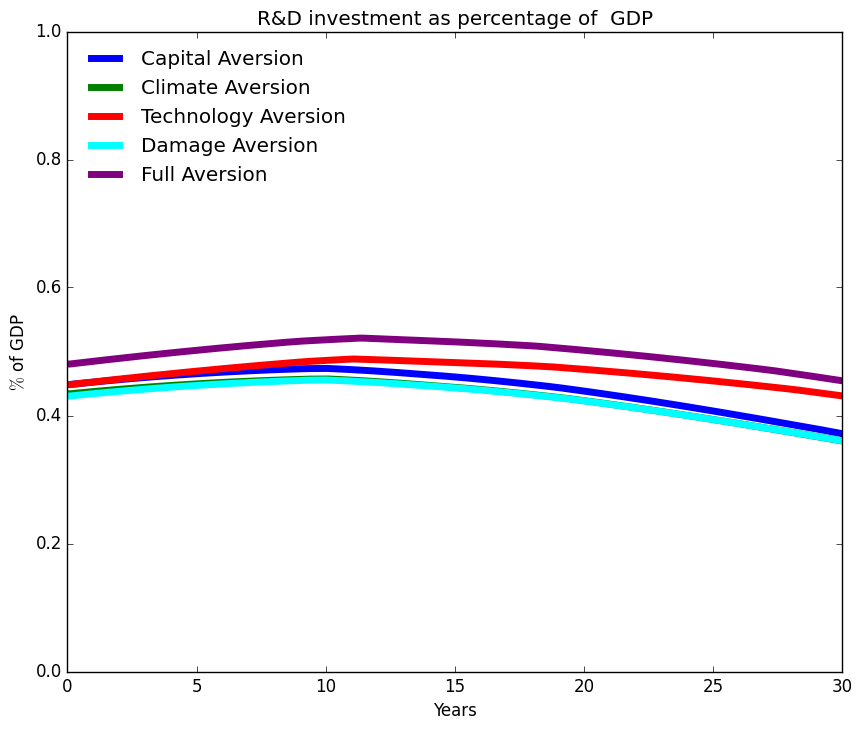 R&D investment as percentage of  GDP
1.0
0.8
0.6
0.4
0.2
0.0
% of GDP
Capital Aversion
Climate Aversion
Technology Aversion
Damage Aversion
Full Aversion
0 5 10 15 20 25 30
Years